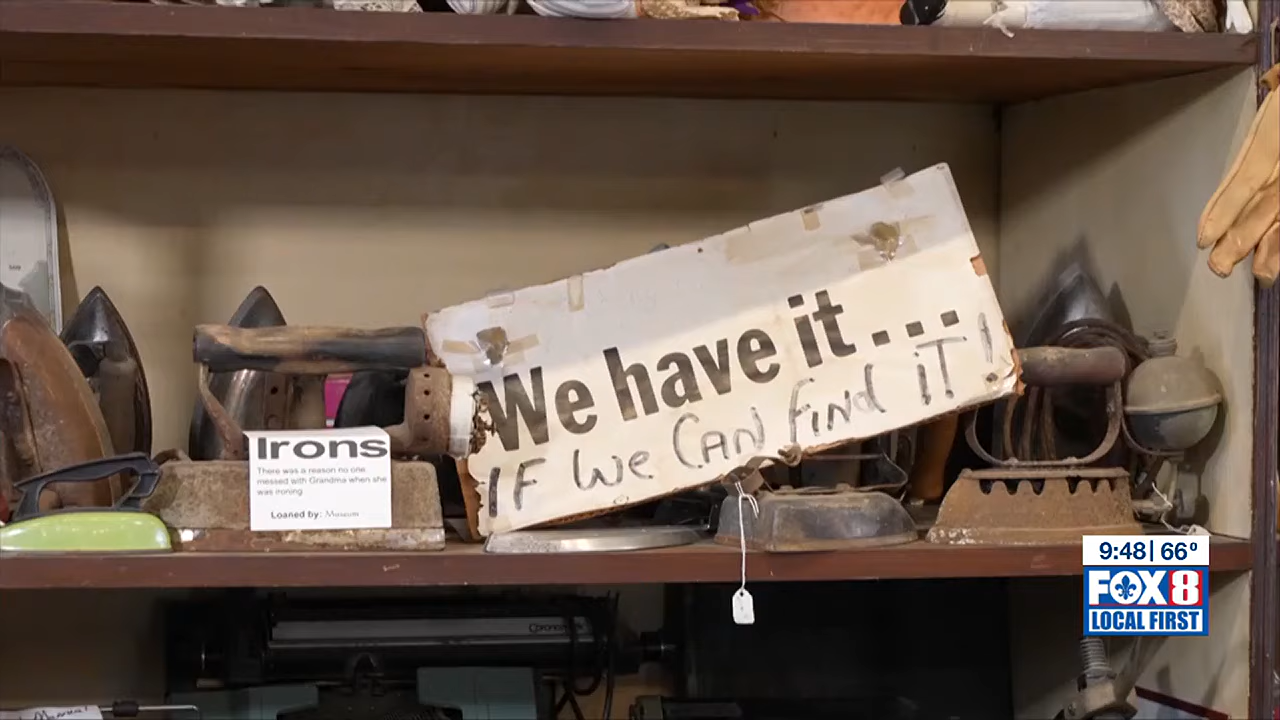 We have it...
IF We CAN find iT!
Irons
There was a reason no one
messed with Grandma when she
was ironing.
Loaned by: Museum
9:48 | 66°
FOX 8
LOCAL FIRST
Corona